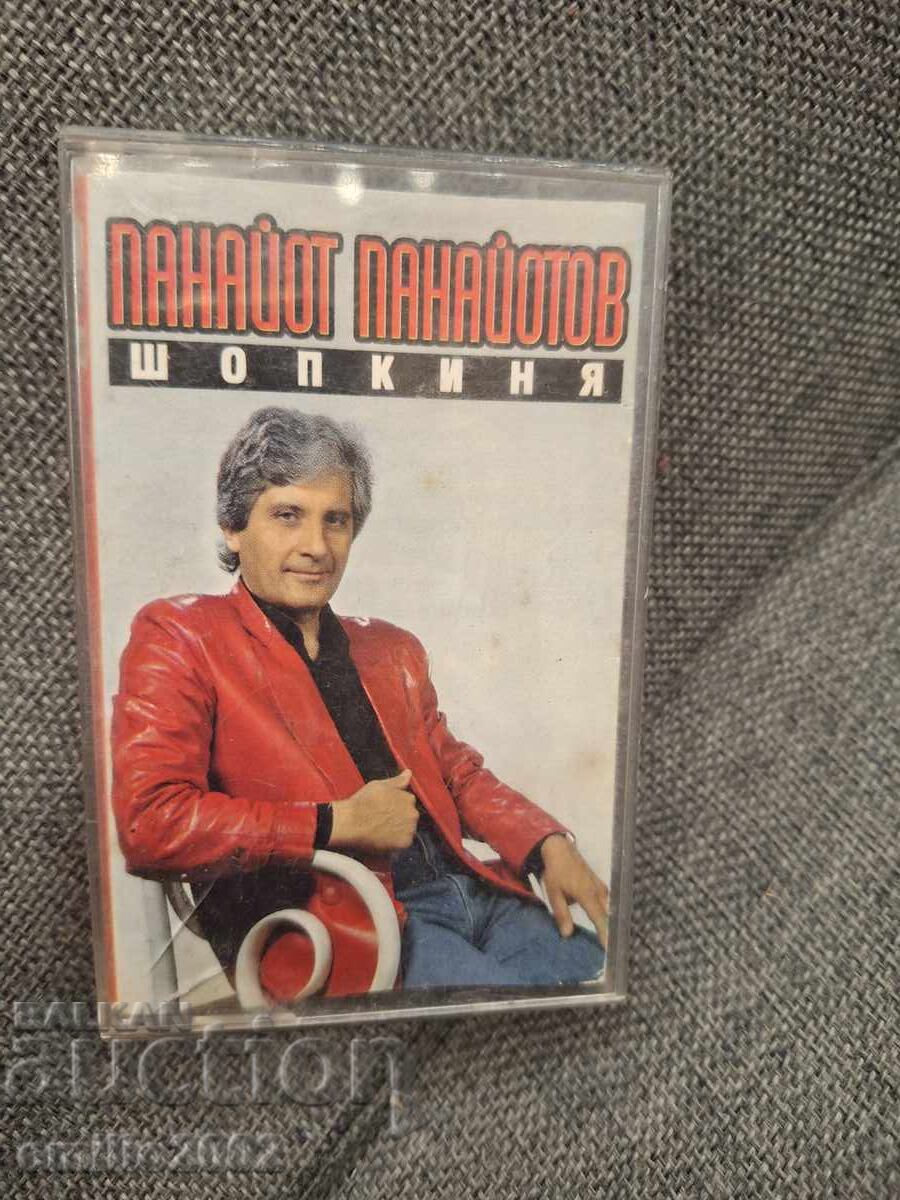 ПАНАЙОТ ПАНАЙОТОВ
ШОПКИНЯ
BALKAN
auction
emilio2002